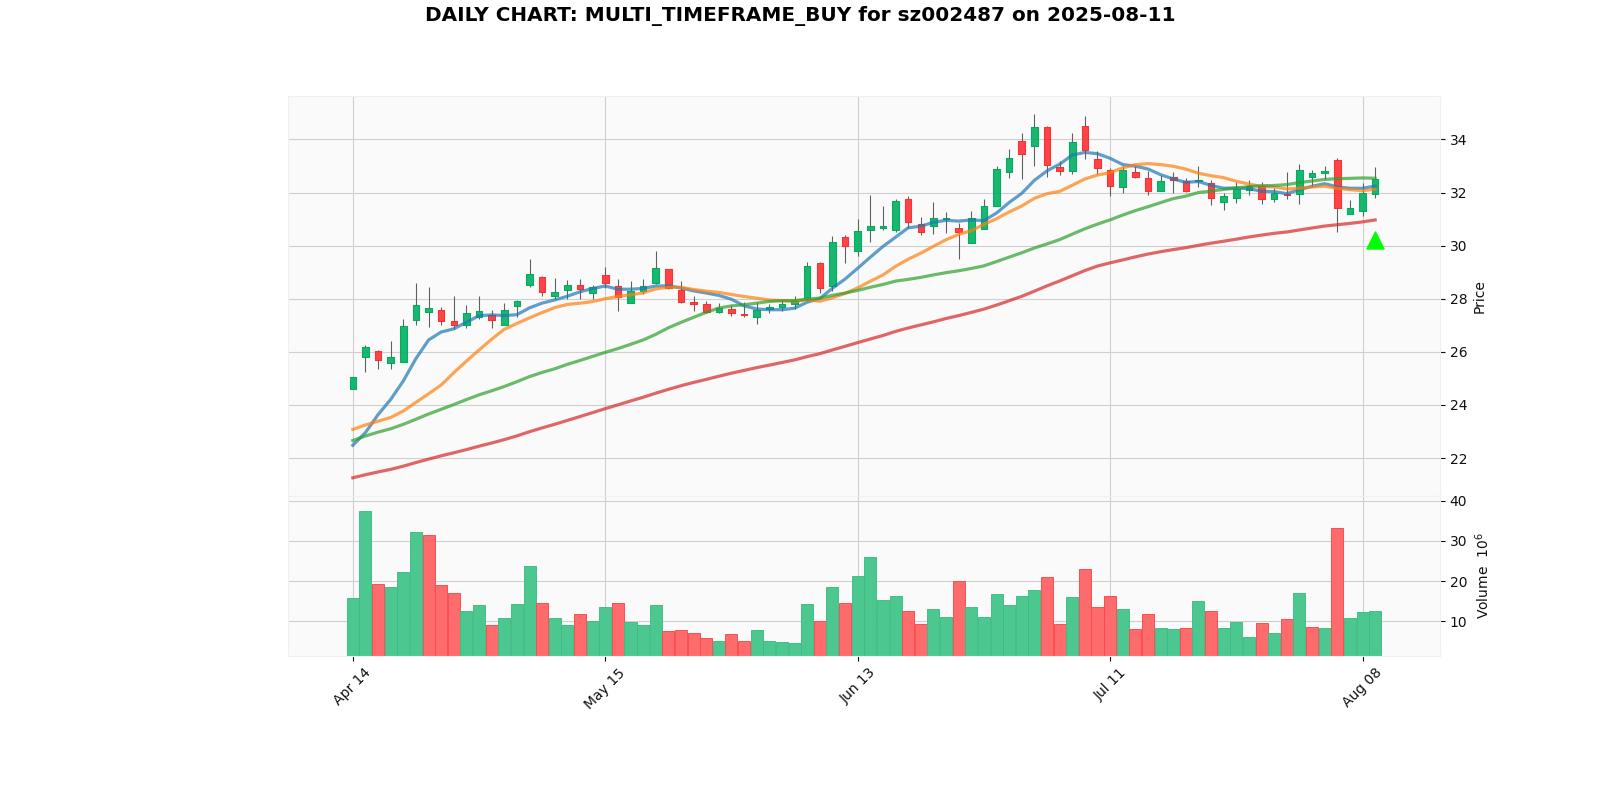 DAILY CHART: MULTI_TIMEFRAME_BUY for sz002487 on 2025-08-11
34
32
30
28
26
24
22
Price
40
30
20
10
Volume 10^6
Apr 14
May 15
Jun 13
Jul 11
Aug 08